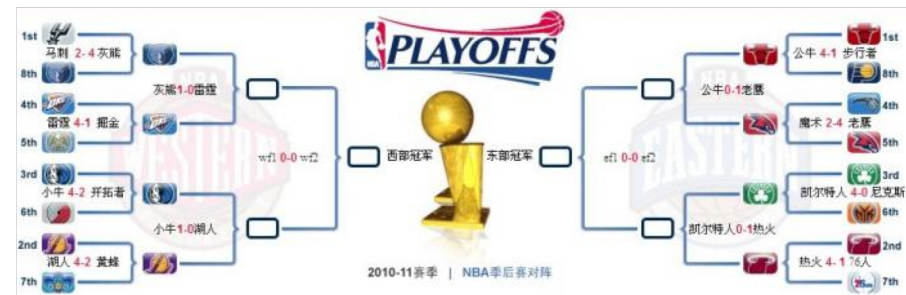 PLAYOFFS
1st
马刺 2-4 灰熊
8th
灰熊1-0雷霆
4th
雷霆 4-1 掘金
5th
wf1 0-0 wf2
西部冠军
3rd
小牛 4-2 开拓者
6th
小牛1-0湖人
2nd
湖人 4-2 黄蜂
7th
1st
公牛 4-1 步行者
8th
公牛0-1老鹰
4th
魔术 2-4 老鹰
5th
东部冠军
ef1 0-0 ef2
3rd
凯尔特人 4-0 尼克斯
6th
凯尔特人0-1热火
2nd
热火 4-1 76人
7th
NBA
WESTERN
NBA
EASTERN
2010-11赛季 | NBA季后赛对阵